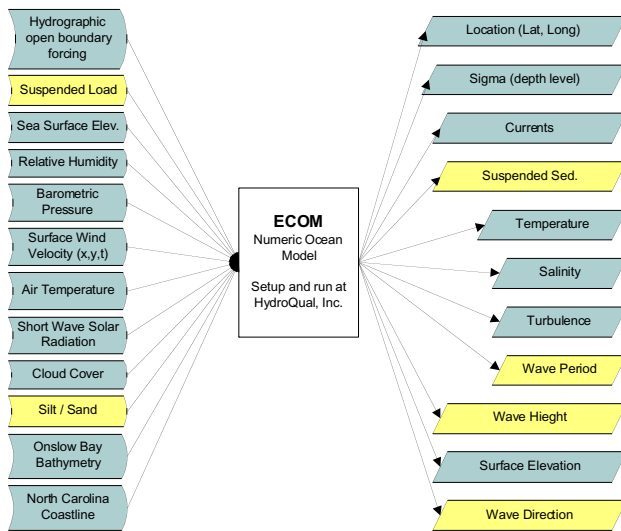 Hydrographic
open boundary
forcing
Suspended Load
Sea Surface Elev.
Relative Humidity
Barometric
Pressure
Surface Wind
Velocity (x,y,t)
Air Temperature
Short Wave Solar
Radiation
Cloud Cover
Silt / Sand
Onslow Bay
Bathymetry
North Carolina
Coastline
ECOM
Numeric Ocean
Model
Setup and run at
HydroQual, Inc.
Location (Lat, Long)
Sigma (depth level)
Currents
Suspended Sed.
Temperature
Salinity
Turbulence
Wave Period
Wave Hieght
Surface Elevation
Wave Direction